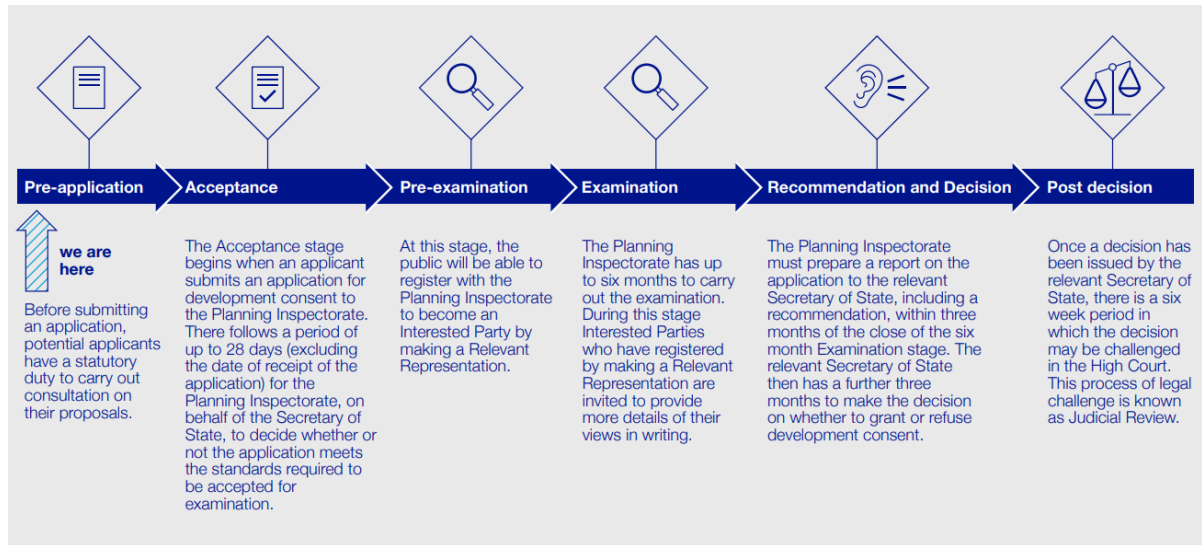 Pre-application
Acceptance
Pre-examination
Examination
Recommendation and Decision
Post decision
we are
here
Before submitting
an application,
potential applicants
have a statutory
duty to carry out
consultation on
their proposals.
The Acceptance stage
begins when an applicant
submits an application for
development consent to
the Planning Inspectorate.
There follows a period of
up to 28 days (excluding
the date of receipt of the
application) for the
Planning Inspectorate, on
behalf of the Secretary of
State, to decide whether or
not the application meets
the standards required to
be accepted for
examination.
At this stage, the
public will be able to
register with the
Planning Inspectorate
to become an
Interested Party by
making a Relevant
Representation.
The Planning
Inspectorate has up
to six months to carry
out the examination.
During this stage
Interested Parties
who have registered
by making a Relevant
Representation are
invited to provide
more details of their
views in writing.
The Planning Inspectorate
must prepare a report on the
application to the relevant
Secretary of State, including a
recommendation, within three
months of the close of the six
month Examination stage. The
relevant Secretary of State
then has a further three
months to make the decision
on whether to grant or refuse
development consent.
Once a decision has
been issued by the
relevant Secretary of
State, there is a six
week period in
which the decision
may be challenged
in the High Court.
This process of legal
challenge is known
as Judicial Review.